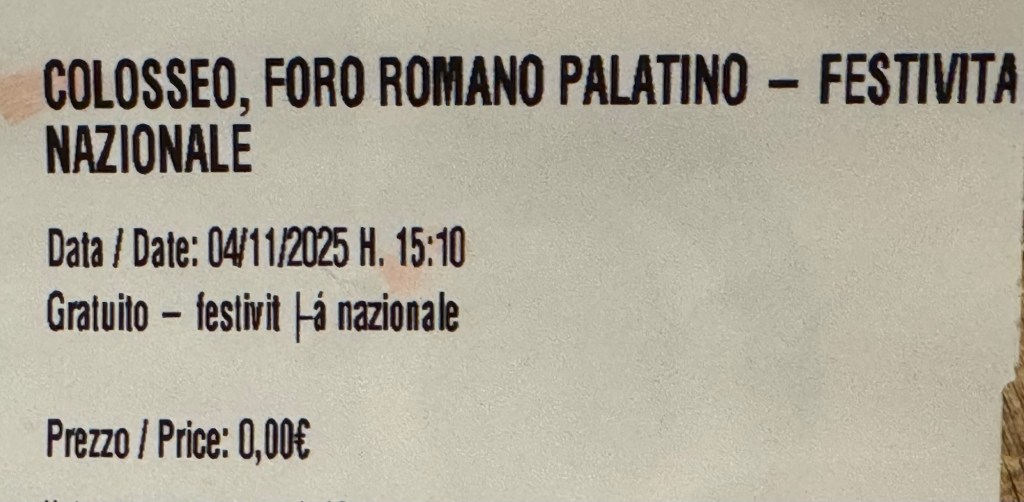 COLOSSEO, FORO ROMANO PALATINO – FESTIVITA
NAZIONALE
Data / Date: 04/11/2025 H. 15:10
Gratuito – festivit ├á nazionale
Prezzo / Price: 0,00€